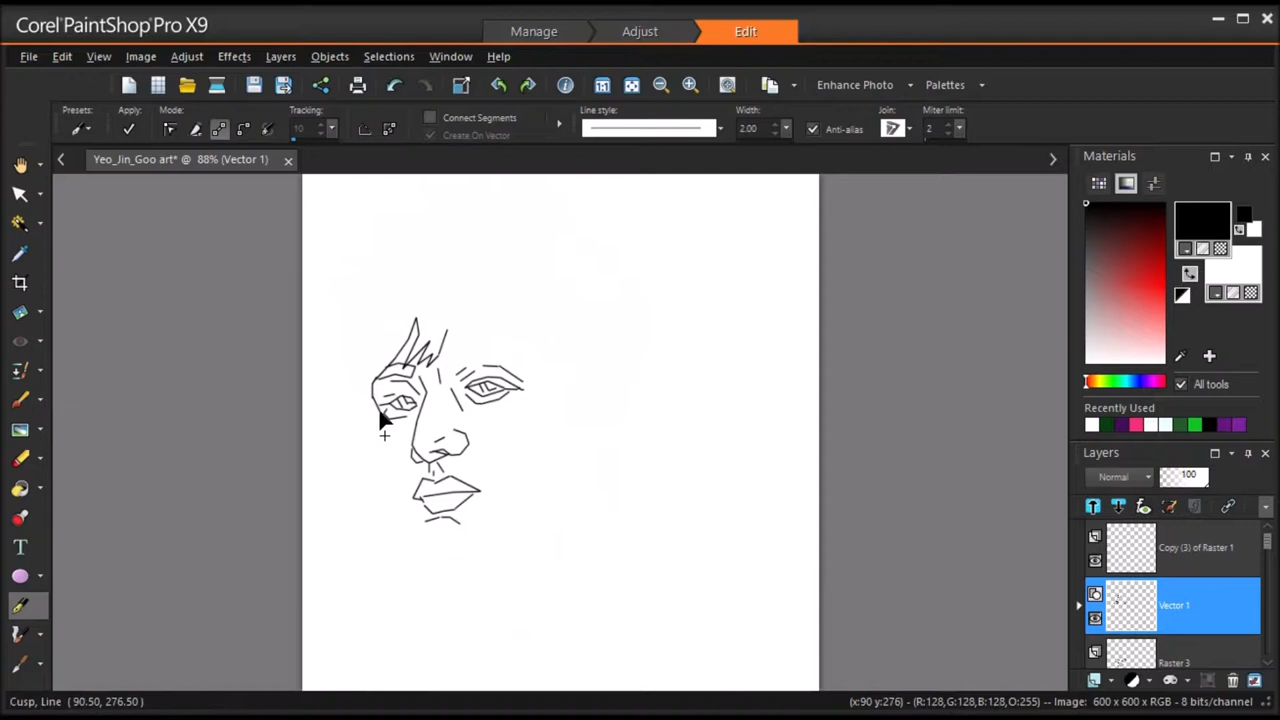 Corel PaintShop Pro X9
Manage Adjust Edit
File Edit View Image Adjust Effects Layers Objects Selections Window Help
Enhance Photo Palettes
Presets: Apply: Mode: Tracking: Connect Segments Line style: Width: Join: Miter limit:
10 Create On Vector 2.00 Anti-alias 2
Yeo_Jin_Goo art* @ 88% (Vector 1)
Materials
All tools
Recently Used
Layers
Normal 100
Copy (3) of Raster 1
Vector 1
Raster 3
Cusp, Line ( 90.50, 276.50 ) (x:90 y:276) -- (R:128,G:128,B:128,O:255) -- Image: 600 x 600 x RGB - 8 bits/channel